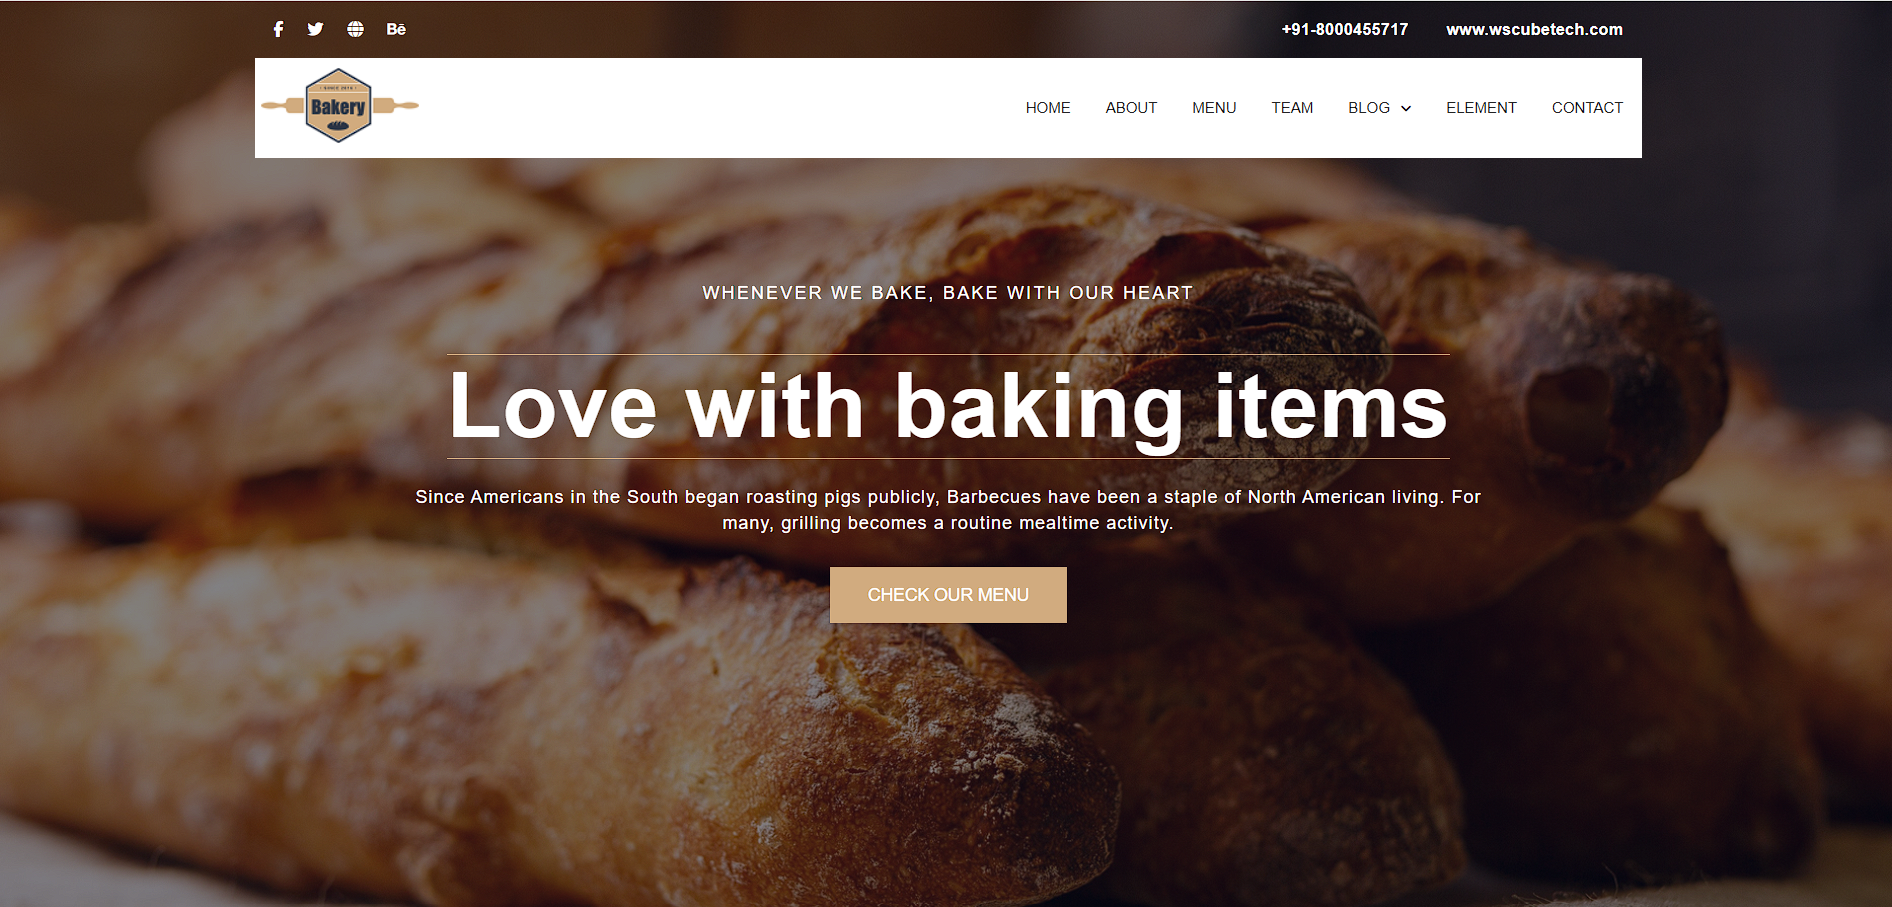 Bē
+91-8000455717
www.wscubetech.com
SINCE 2016
Bakery
HOME
ABOUT
MENU
TEAM
BLOG
ELEMENT
CONTACT
WHENEVER WE BAKE, BAKE WITH OUR HEART
Love with baking items
Since Americans in the South began roasting pigs publicly, Barbecues have been a staple of North American living. For
many, grilling becomes a routine mealtime activity.
CHECK OUR MENU